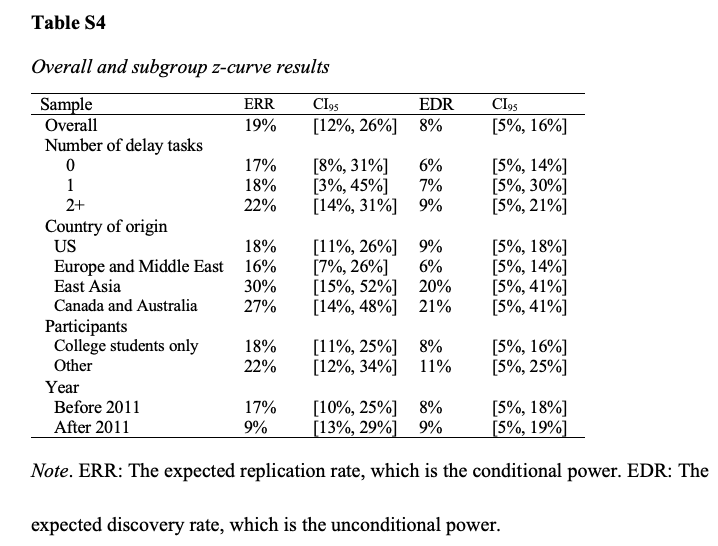 Table S4
Overall and subgroup z-curve results
Sample ERR CI95 EDR CI95
Overall 19% [12%, 26%] 8% [5%, 16%]
Number of delay tasks
0 17% [8%, 31%] 6% [5%, 14%]
1 18% [3%, 45%] 7% [5%, 30%]
2+ 22% [14%, 31%] 9% [5%, 21%]
Country of origin
US 18% [11%, 26%] 9% [5%, 18%]
Europe and Middle East 16% [7%, 26%] 6% [5%, 14%]
East Asia 30% [15%, 52%] 20% [5%, 41%]
Canada and Australia 27% [14%, 48%] 21% [5%, 41%]
Participants
College students only 18% [11%, 25%] 8% [5%, 16%]
Other 22% [12%, 34%] 11% [5%, 25%]
Year
Before 2011 17% [10%, 25%] 8% [5%, 18%]
After 2011 9% [13%, 29%] 9% [5%, 19%]
Note. ERR: The expected replication rate, which is the conditional power. EDR: The
expected discovery rate, which is the unconditional power.